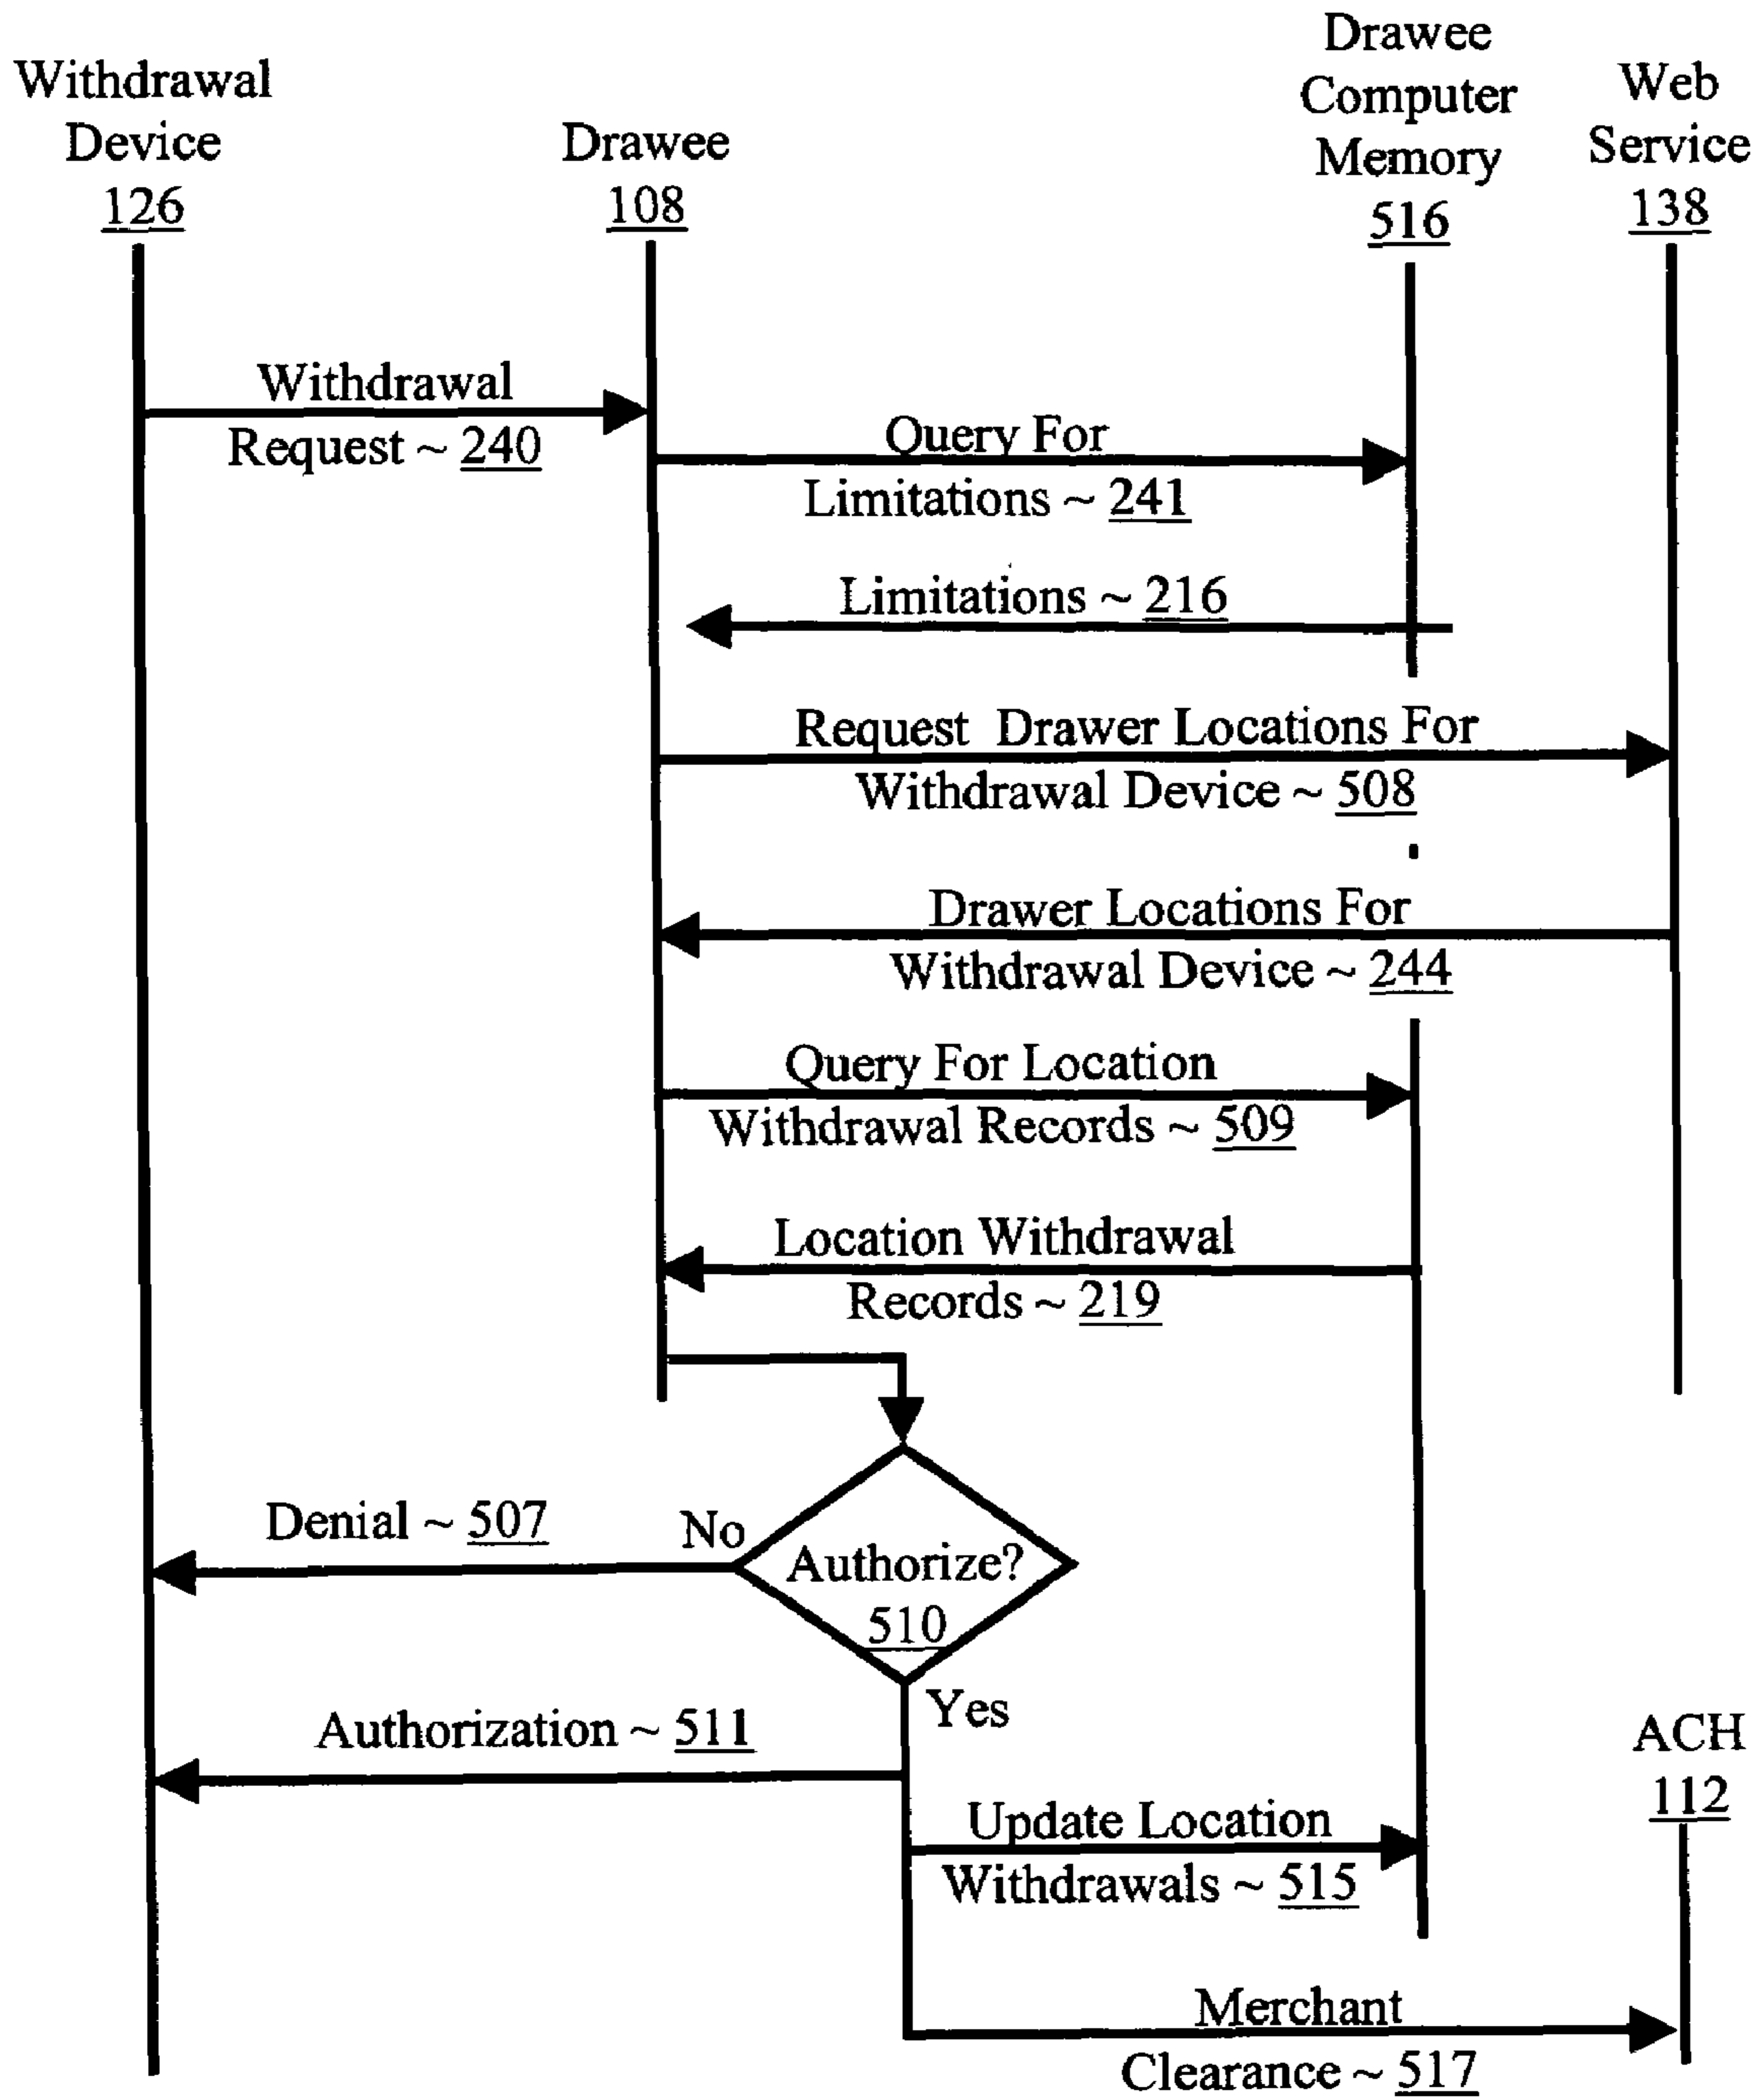 Withdrawal
Device
126
Drawee
108
Drawee
Computer
Memory
516
Web
Service
138
Withdrawal
Request ~ 240
Query For
Limitations ~ 241
Limitations ~ 216
Request Drawer Locations For
Withdrawal Device ~ 508
Drawer Locations For
Withdrawal Device ~ 244
Query For Location
Withdrawal Records ~ 509
Location Withdrawal
Records ~ 219
Denial ~ 507
No
Authorize?
510
Yes
Authorization ~ 511
ACH
112
Update Location
Withdrawals ~ 515
Merchant
Clearance ~ 517